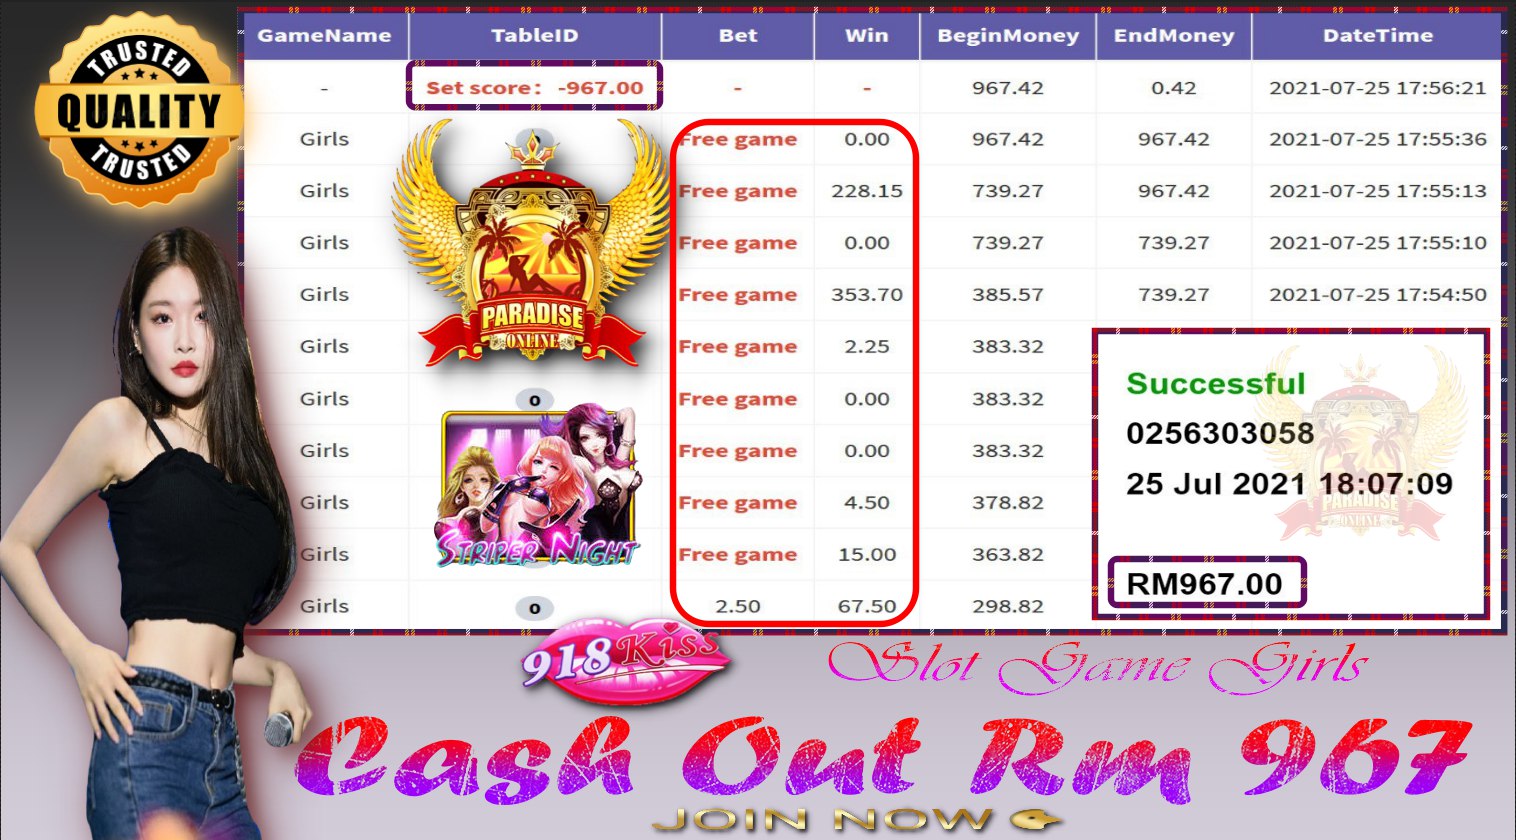 TRUSTED
QUALITY
TRUSTED
GameName TableID Bet Win BeginMoney EndMoney DateTime
- Set score: -967.00 - - 967.42 0.42 2021-07-25 17:56:21
Girls Free game 0.00 967.42 967.42 2021-07-25 17:55:36
Girls Free game 228.15 739.27 967.42 2021-07-25 17:55:13
Girls Free game 0.00 739.27 739.27 2021-07-25 17:55:10
Girls Free game 353.70 385.57 739.27 2021-07-25 17:54:50
PARADISE
ONLINE
Girls Free game 2.25 383.32
Girls 0 Free game 0.00 383.32
Girls Free game 0.00 383.32
Girls Free game 4.50 378.82
Girls Free game 15.00 363.82
Girls 0 2.50 67.50 298.82
STRIPER NIGHT
Successful
0256303058
25 Jul 2021 18:07:09
PARADISE
ONLINE
RM967.00
918Kiss
Slot Game Girls
Cash Out Rm 967
JOIN NOW